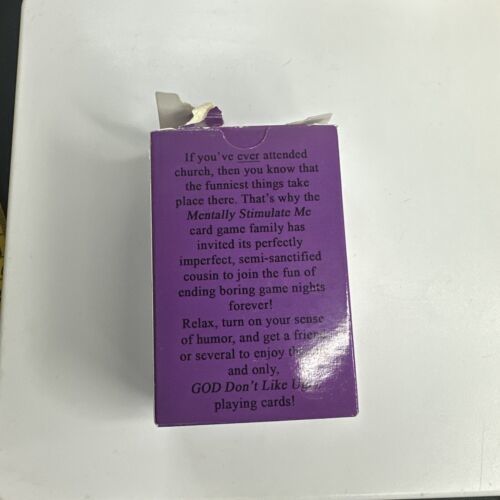 If you've ever attended
church, then you know that
the funniest things take
place there. That's why the
Mentally Stimulate Me
card game family has
invited its perfectly
imperfect, semi-sanctified
cousin to join the fun of
ending boring game nights
forever!
Relax, turn on your sense
of humor, and get a friend
or several to enjoy the
and only,
GOD Don't Like Ugly
playing cards!